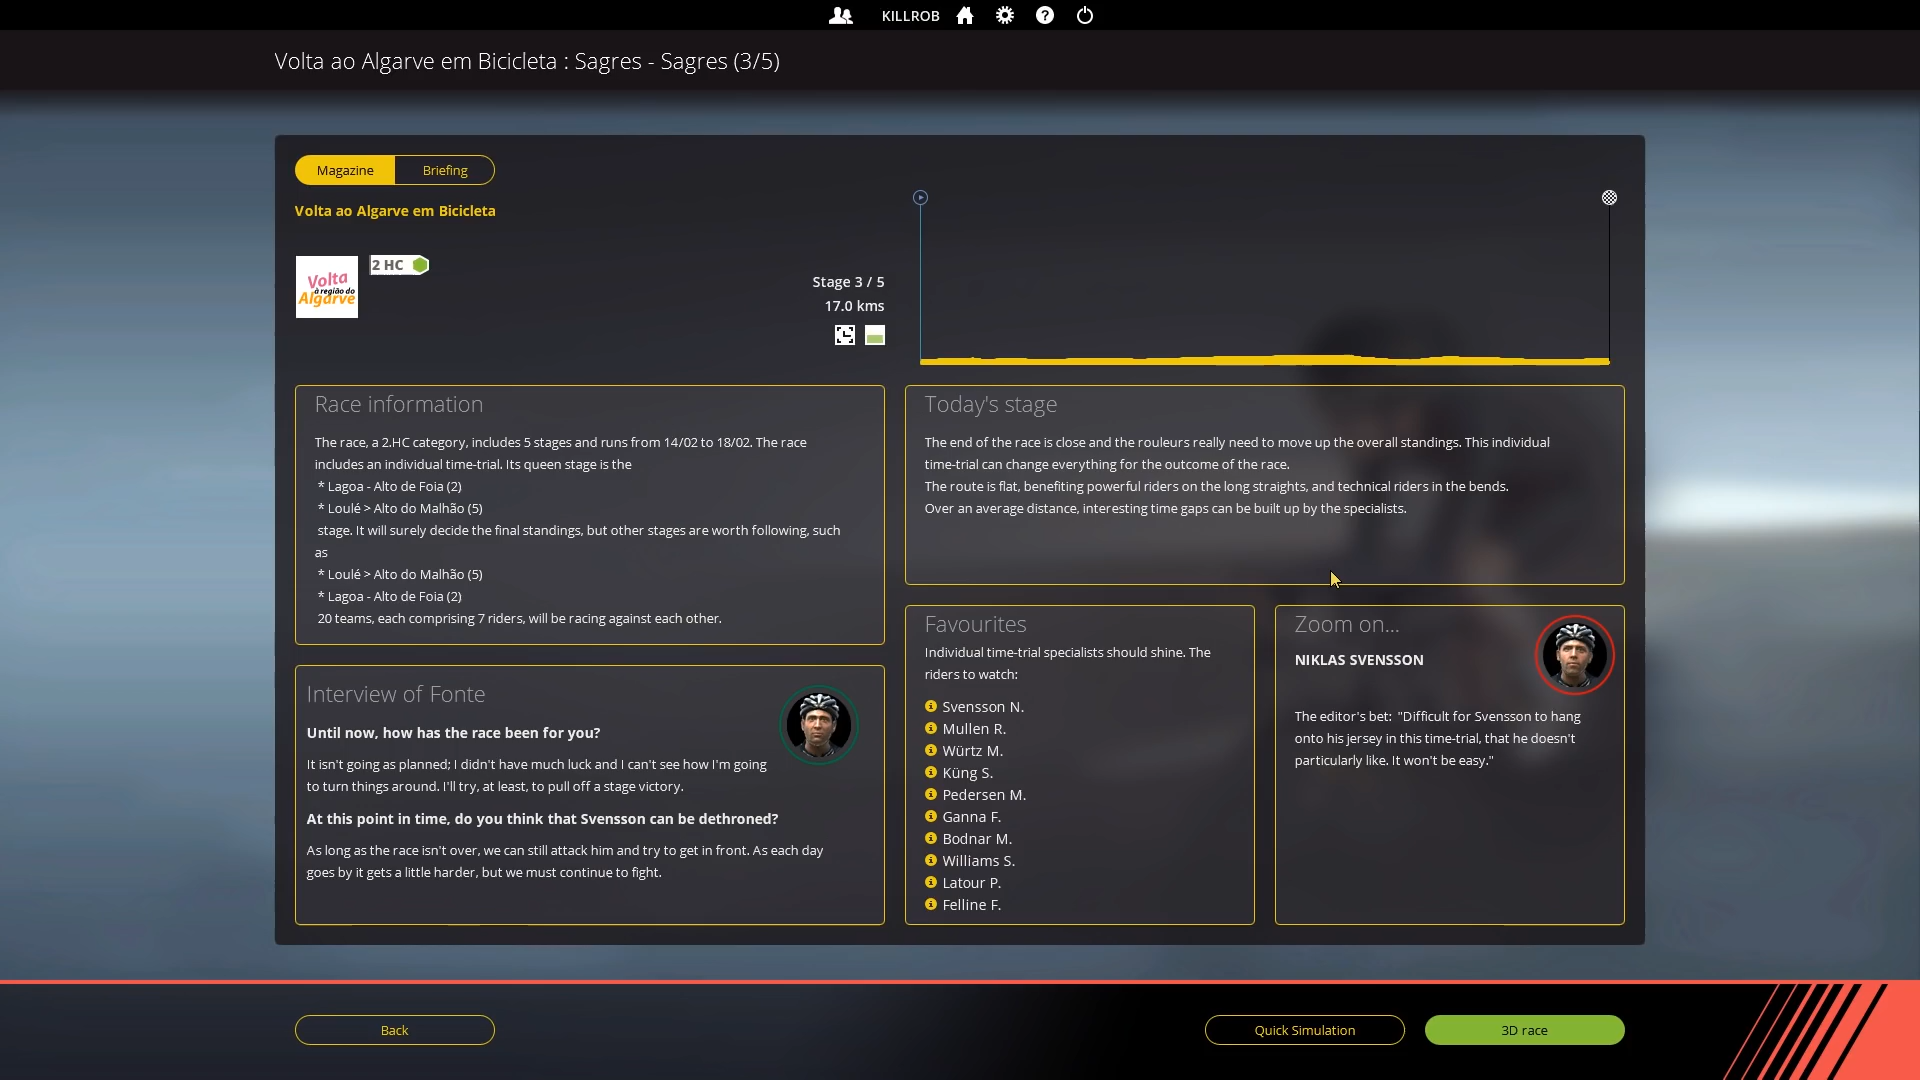 KILLROB
Volta ao Algarve em Bicicleta : Sagres - Sagres (3/5)
Magazine
Briefing
Volta ao Algarve em Bicicleta
Volta
à região do
Algarve
2 HC
Stage 3 / 5
17.0 kms
Race information
The race, a 2.HC category, includes 5 stages and runs from 14/02 to 18/02. The race
includes an individual time-trial. Its queen stage is the
* Lagoa - Alto de Foia (2)
* Loulé > Alto do Malhão (5)
stage. It will surely decide the final standings, but other stages are worth following, such
as
* Loulé > Alto do Malhão (5)
* Lagoa - Alto de Foia (2)
20 teams, each comprising 7 riders, will be racing against each other.
Today's stage
The end of the race is close and the rouleurs really need to move up the overall standings. This individual
time-trial can change everything for the outcome of the race.
The route is flat, benefiting powerful riders on the long straights, and technical riders in the bends.
Over an average distance, interesting time gaps can be built up by the specialists.
Interview of Fonte
Until now, how has the race been for you?
It isn't going as planned; I didn't have much luck and I can't see how I'm going
to turn things around. I'll try, at least, to pull off a stage victory.
At this point in time, do you think that Svensson can be dethroned?
As long as the race isn't over, we can still attack him and try to get in front. As each day
goes by it gets a little harder, but we must continue to fight.
Favourites
Individual time-trial specialists should shine. The
riders to watch:
Svensson N.
Mullen R.
Würtz M.
Küng S.
Pedersen M.
Ganna F.
Bodnar M.
Williams S.
Latour P.
Felline F.
Zoom on...
NIKLAS SVENSSON
The editor's bet:  "Difficult for Svensson to hang
onto his jersey in this time-trial, that he doesn't
particularly like. It won't be easy."
Back
Quick Simulation
3D race